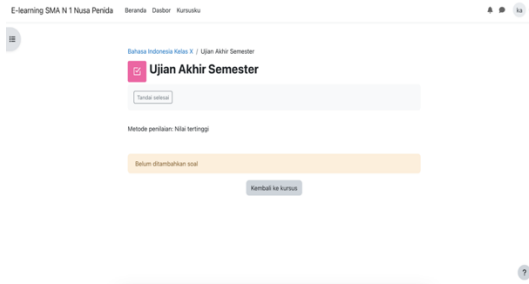 E-learning SMA N 1 Nusa Penida Beranda Dasbor Kursusku ka
Bahasa Indonesia Kelas X / Ujian Akhir Semester
Ujian Akhir Semester
Tandai selesai
Metode penilaian: Nilai tertinggi
Belum ditambahkan soal
Kembali ke kursus
?